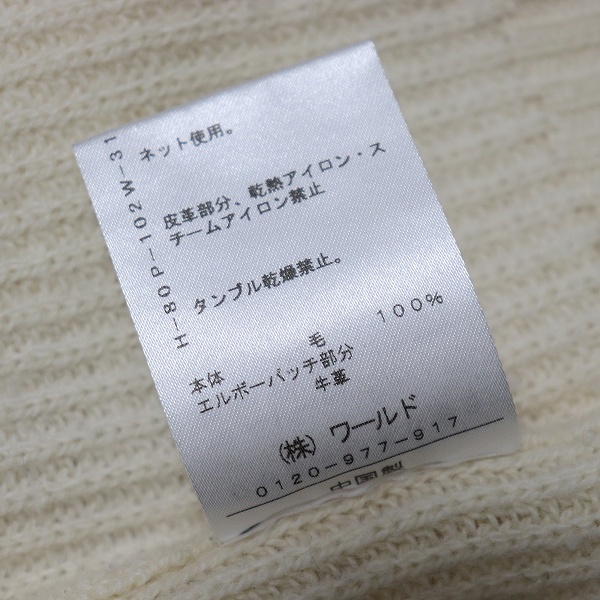 ネット使用。
皮革部分、乾熱アイロン・ス
チームアイロン禁止
タンブル乾燥禁止。
本体 毛 100%
エルボーパッチ部分
牛革
(株) ワールド
0120-977-917
中国製
H-80P-102W-31